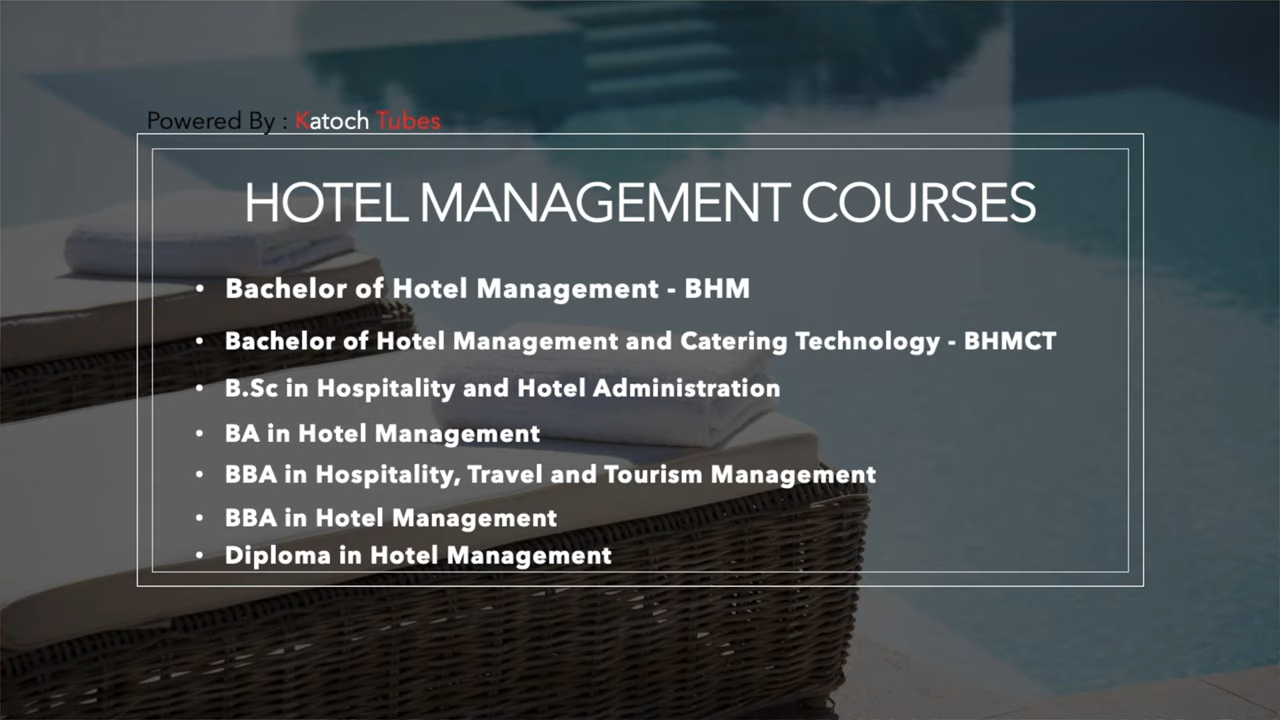 Powered By : Katoch Tubes
HOTEL MANAGEMENT COURSES
• Bachelor of Hotel Management - BHM
• Bachelor of Hotel Management and Catering Technology - BHMCT
• B.Sc in Hospitality and Hotel Administration
• BA in Hotel Management
• BBA in Hospitality, Travel and Tourism Management
• BBA in Hotel Management
• Diploma in Hotel Management